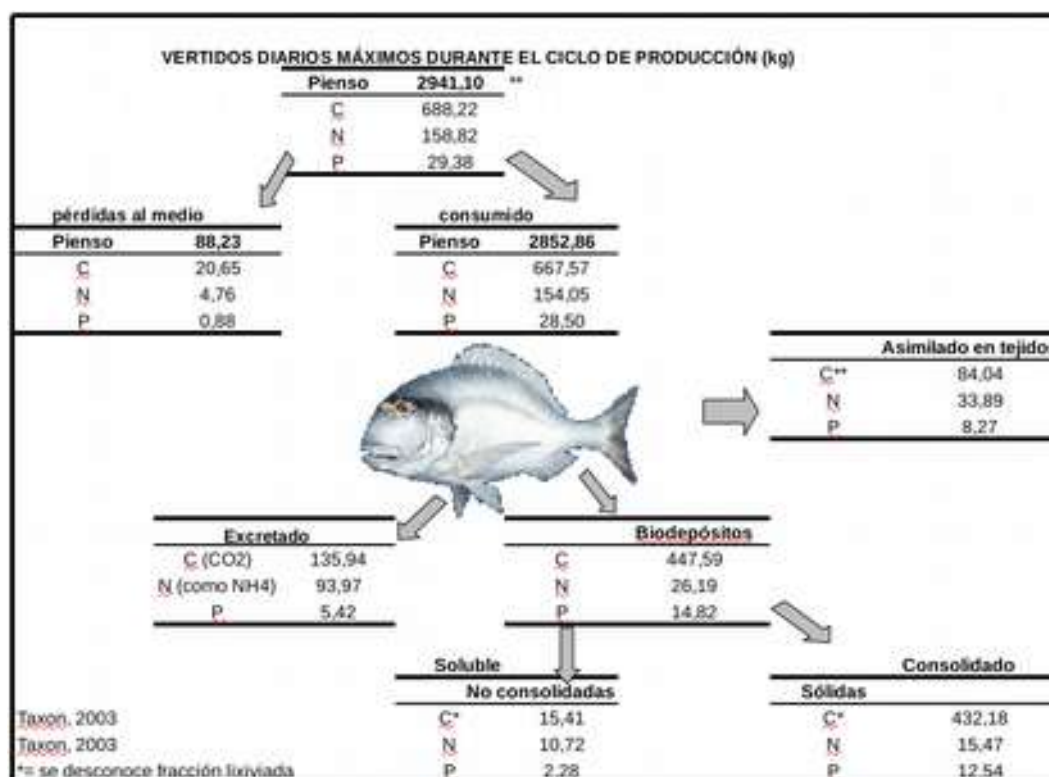 VERTIDOS DIARIOS MÁXIMOS DURANTE EL CICLO DE PRODUCCIÓN (kg)
Pienso 2941,10 **
C 688,22
N 158,82
P 29,38
pérdidas al medio
Pienso 88,23
C 20,65
N 4,76
P 0,88
consumido
Pienso 2852,86
C 667,57
N 154,05
P 28,50
Asimilado en tejidos
C** 84,04
N 33,89
P 8,27
Excretado
C (CO2) 135,94
N (como NH4) 93,97
P 5,42
Biodepósitos
C 447,59
N 26,19
P 14,82
Soluble
No consolidadas
C* 15,41
N 10,72
P 2,28
Consolidado
Sólidas
C* 432,18
N 15,47
P 12,54
Taxon, 2003
Taxon, 2003
*= se desconoce fracción lixiviada